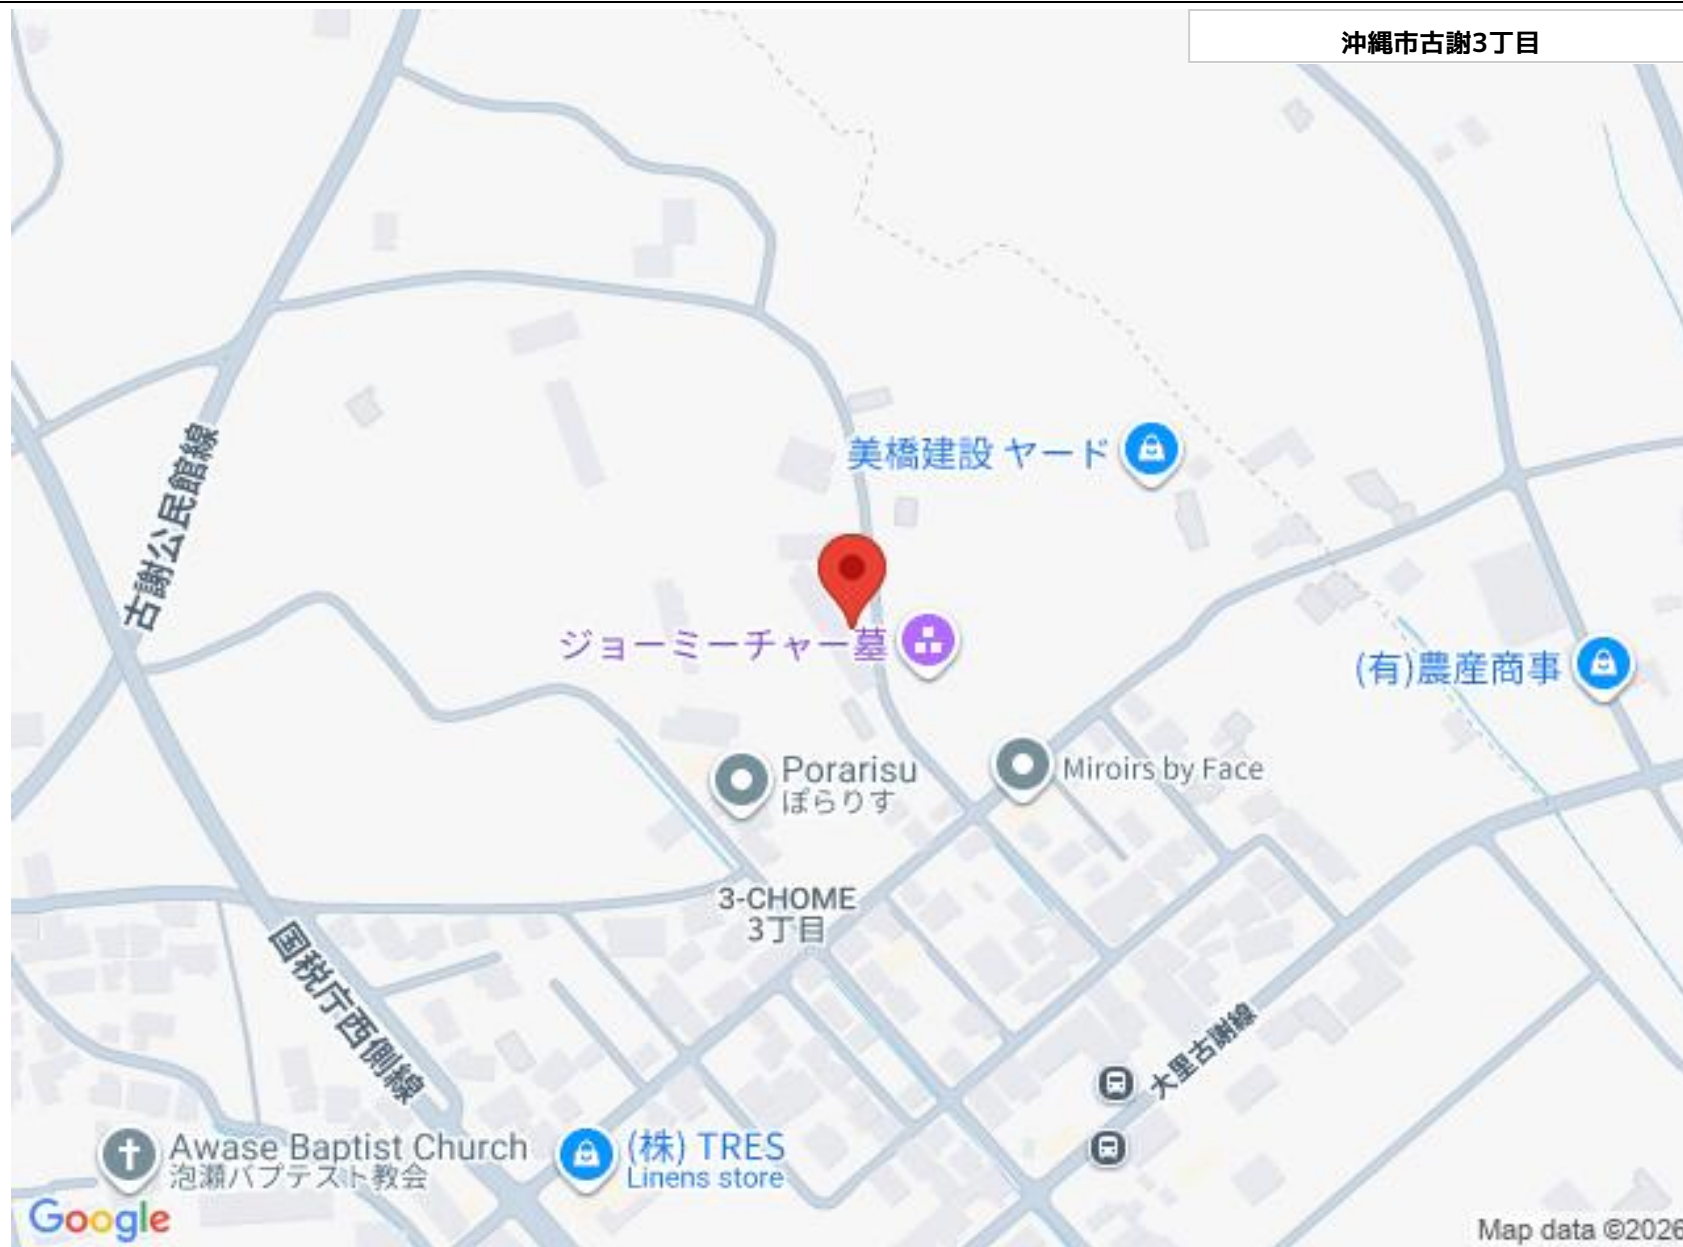 沖縄市古謝3丁目
古謝公民館線
美橋建設 ヤード
ジョーミーチャー墓
(有)農産商事
Porarisu
ぽらりす
Miroirs by Face
3-CHOME
3丁目
国税庁西側線
大里古謝線
Awase Baptist Church
泡瀬バプテスト教会
(株) TRES
Linens store
Google
Map data ©2026